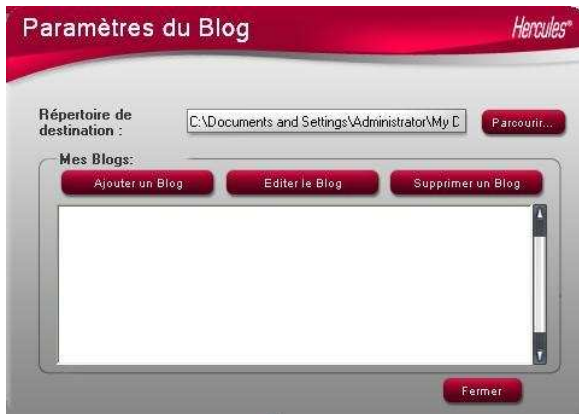 Paramètres du Blog
Hercules®
Répertoire de
destination :
C:\Documents and Settings\Administrator\My D
Parcourir...
Mes Blogs:
Ajouter un Blog
Editer le Blog
Supprimer un Blog
Fermer